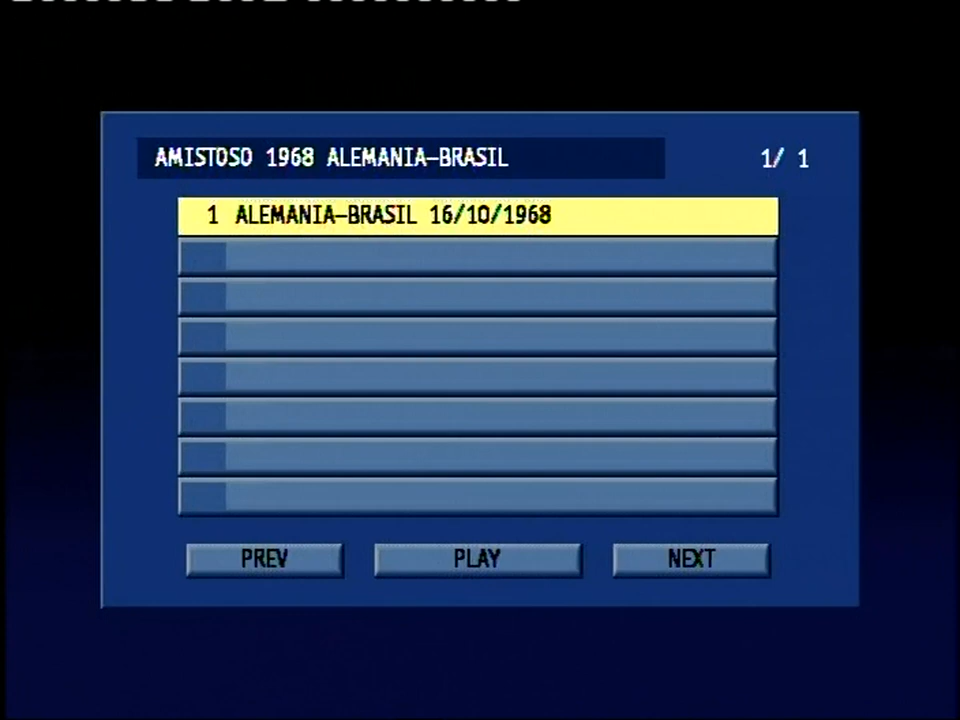 AMISTOSO 1968 ALEMANIA-BRASIL
1/ 1
1 ALEMANIA-BRASIL 16/10/1968
PREV
PLAY
NEXT